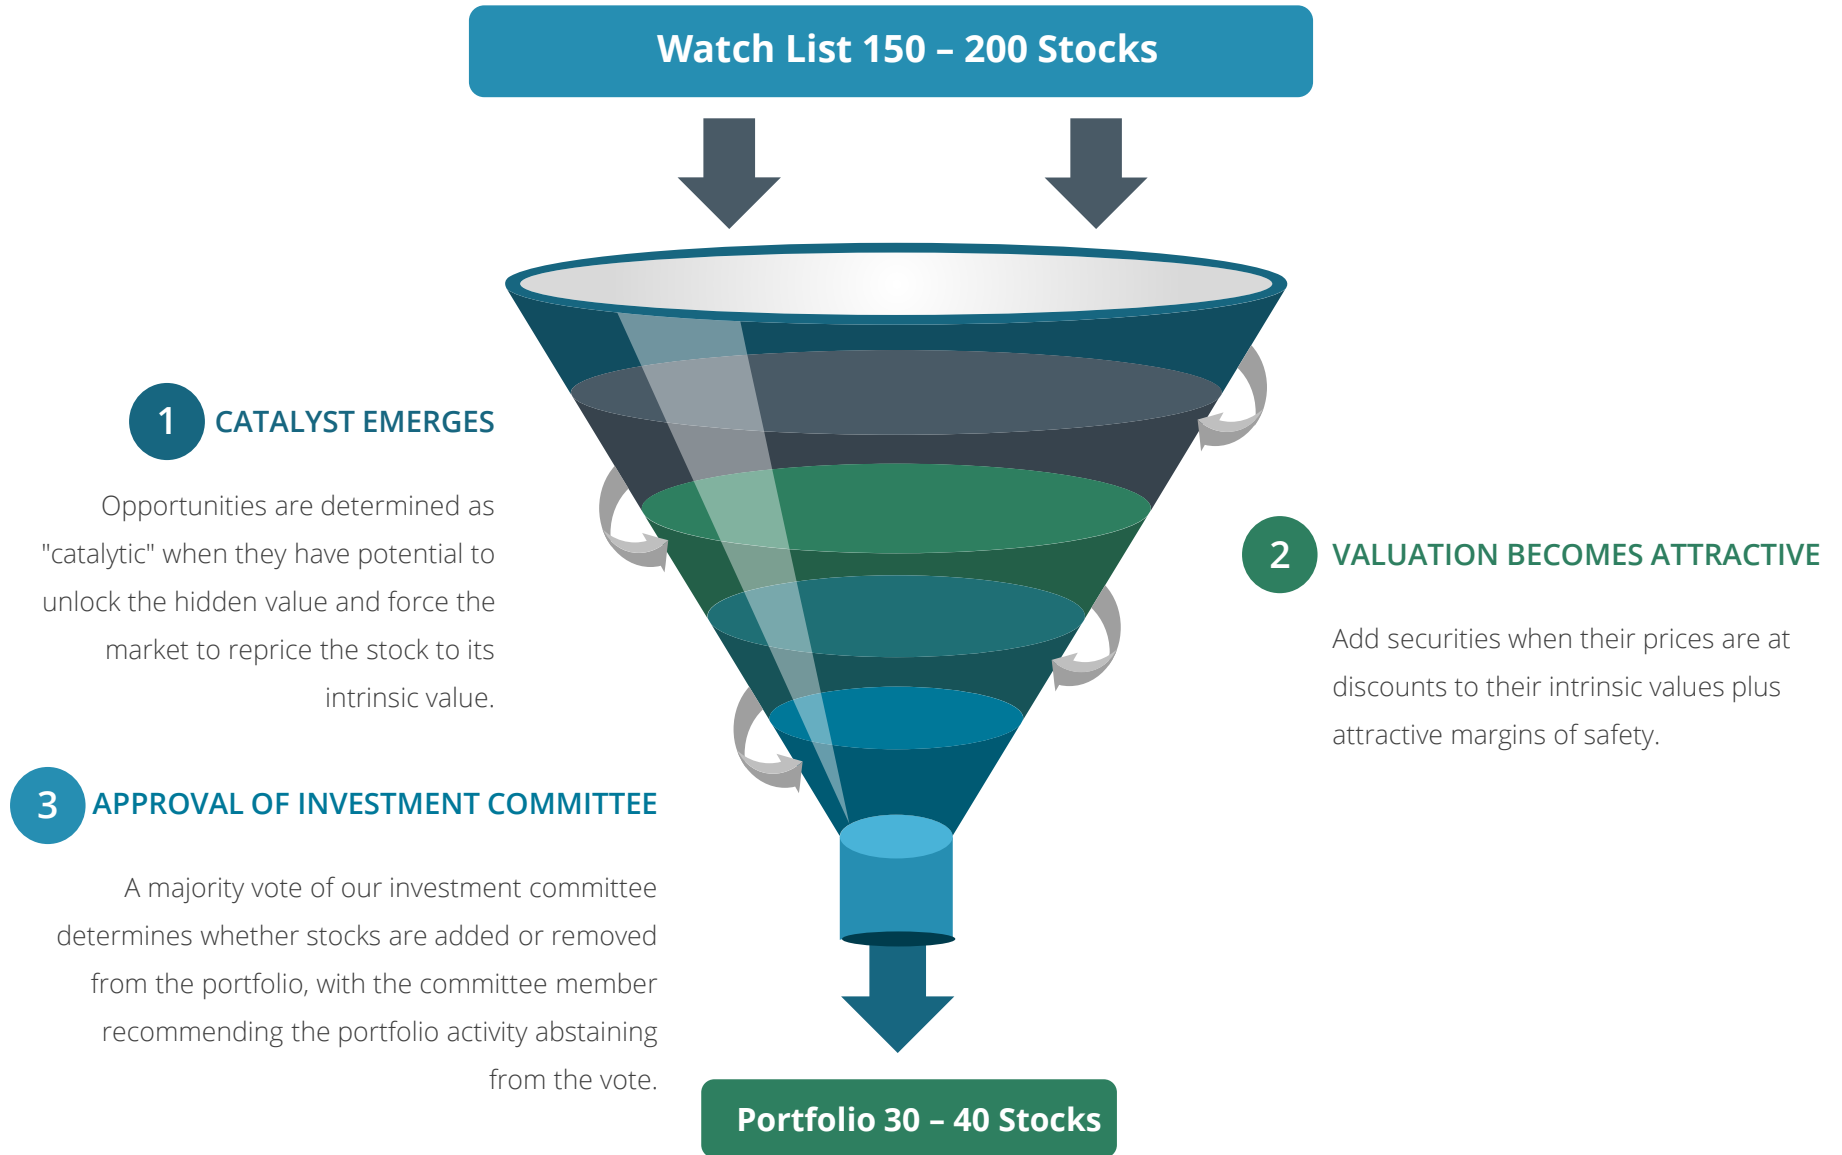 Watch List 150 – 200 Stocks
1
CATALYST EMERGES
Opportunities are determined as
"catalytic" when they have potential to
unlock the hidden value and force the
market to reprice the stock to its
intrinsic value.
2
VALUATION BECOMES ATTRACTIVE
Add securities when their prices are at
discounts to their intrinsic values plus
attractive margins of safety.
3
APPROVAL OF INVESTMENT COMMITTEE
A majority vote of our investment committee
determines whether stocks are added or removed
from the portfolio, with the committee member
recommending the portfolio activity abstaining
from the vote.
Portfolio 30 – 40 Stocks